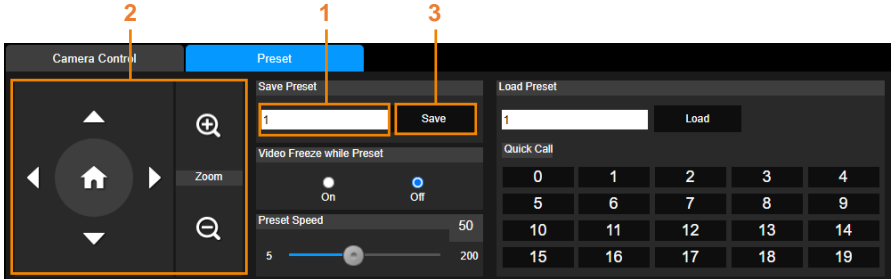 2 1 3
Camera Control Preset
Save Preset
1 Save
Video Freeze while Preset
On Off
Preset Speed 50
5 200
Zoom
Load Preset
1 Load
Quick Call
0 1 2 3 4
5 6 7 8 9
10 11 12 13 14
15 16 17 18 19